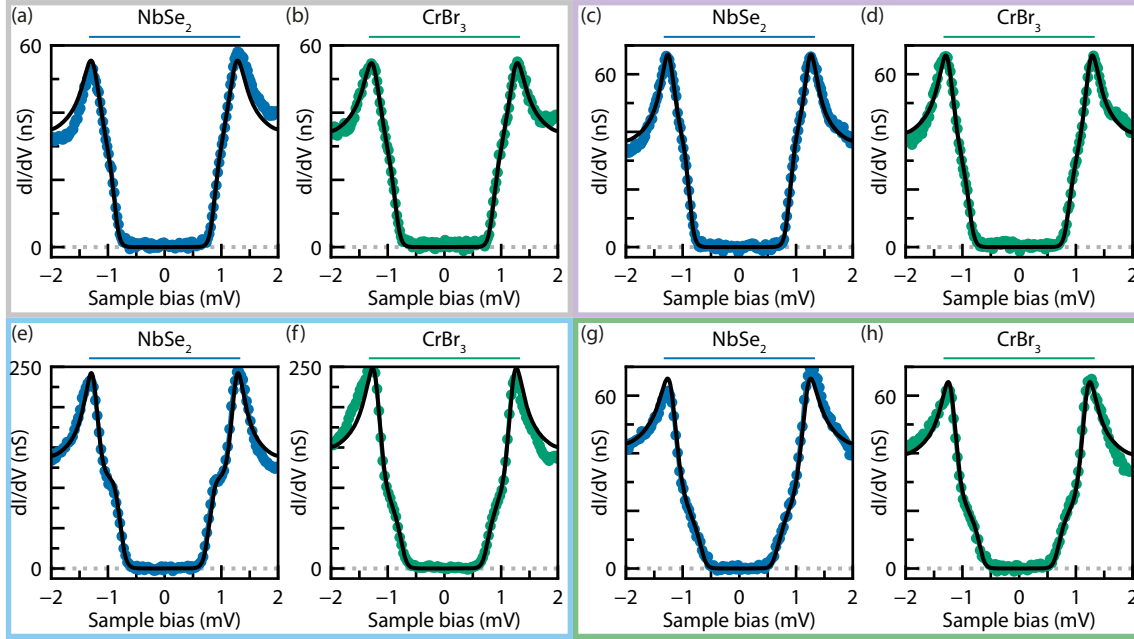 (a) NbSe2 (b) CrBr3 (c) NbSe2 (d) CrBr3
60 60 60 60
dI/dV (nS) dI/dV (nS) dI/dV (nS) dI/dV (nS)
0 0 0 0
−2 −1 0 1 2 −2 −1 0 1 2 −2 −1 0 1 2 −2 −1 0 1 2
Sample bias (mV) Sample bias (mV) Sample bias (mV) Sample bias (mV)
(e) NbSe2 (f) CrBr3 (g) NbSe2 (h) CrBr3
250 250 60 60
dI/dV (nS) dI/dV (nS) dI/dV (nS) dI/dV (nS)
0 0 0 0
−2 −1 0 1 2 −2 −1 0 1 2 −2 −1 0 1 2 −2 −1 0 1 2
Sample bias (mV) Sample bias (mV) Sample bias (mV) Sample bias (mV)